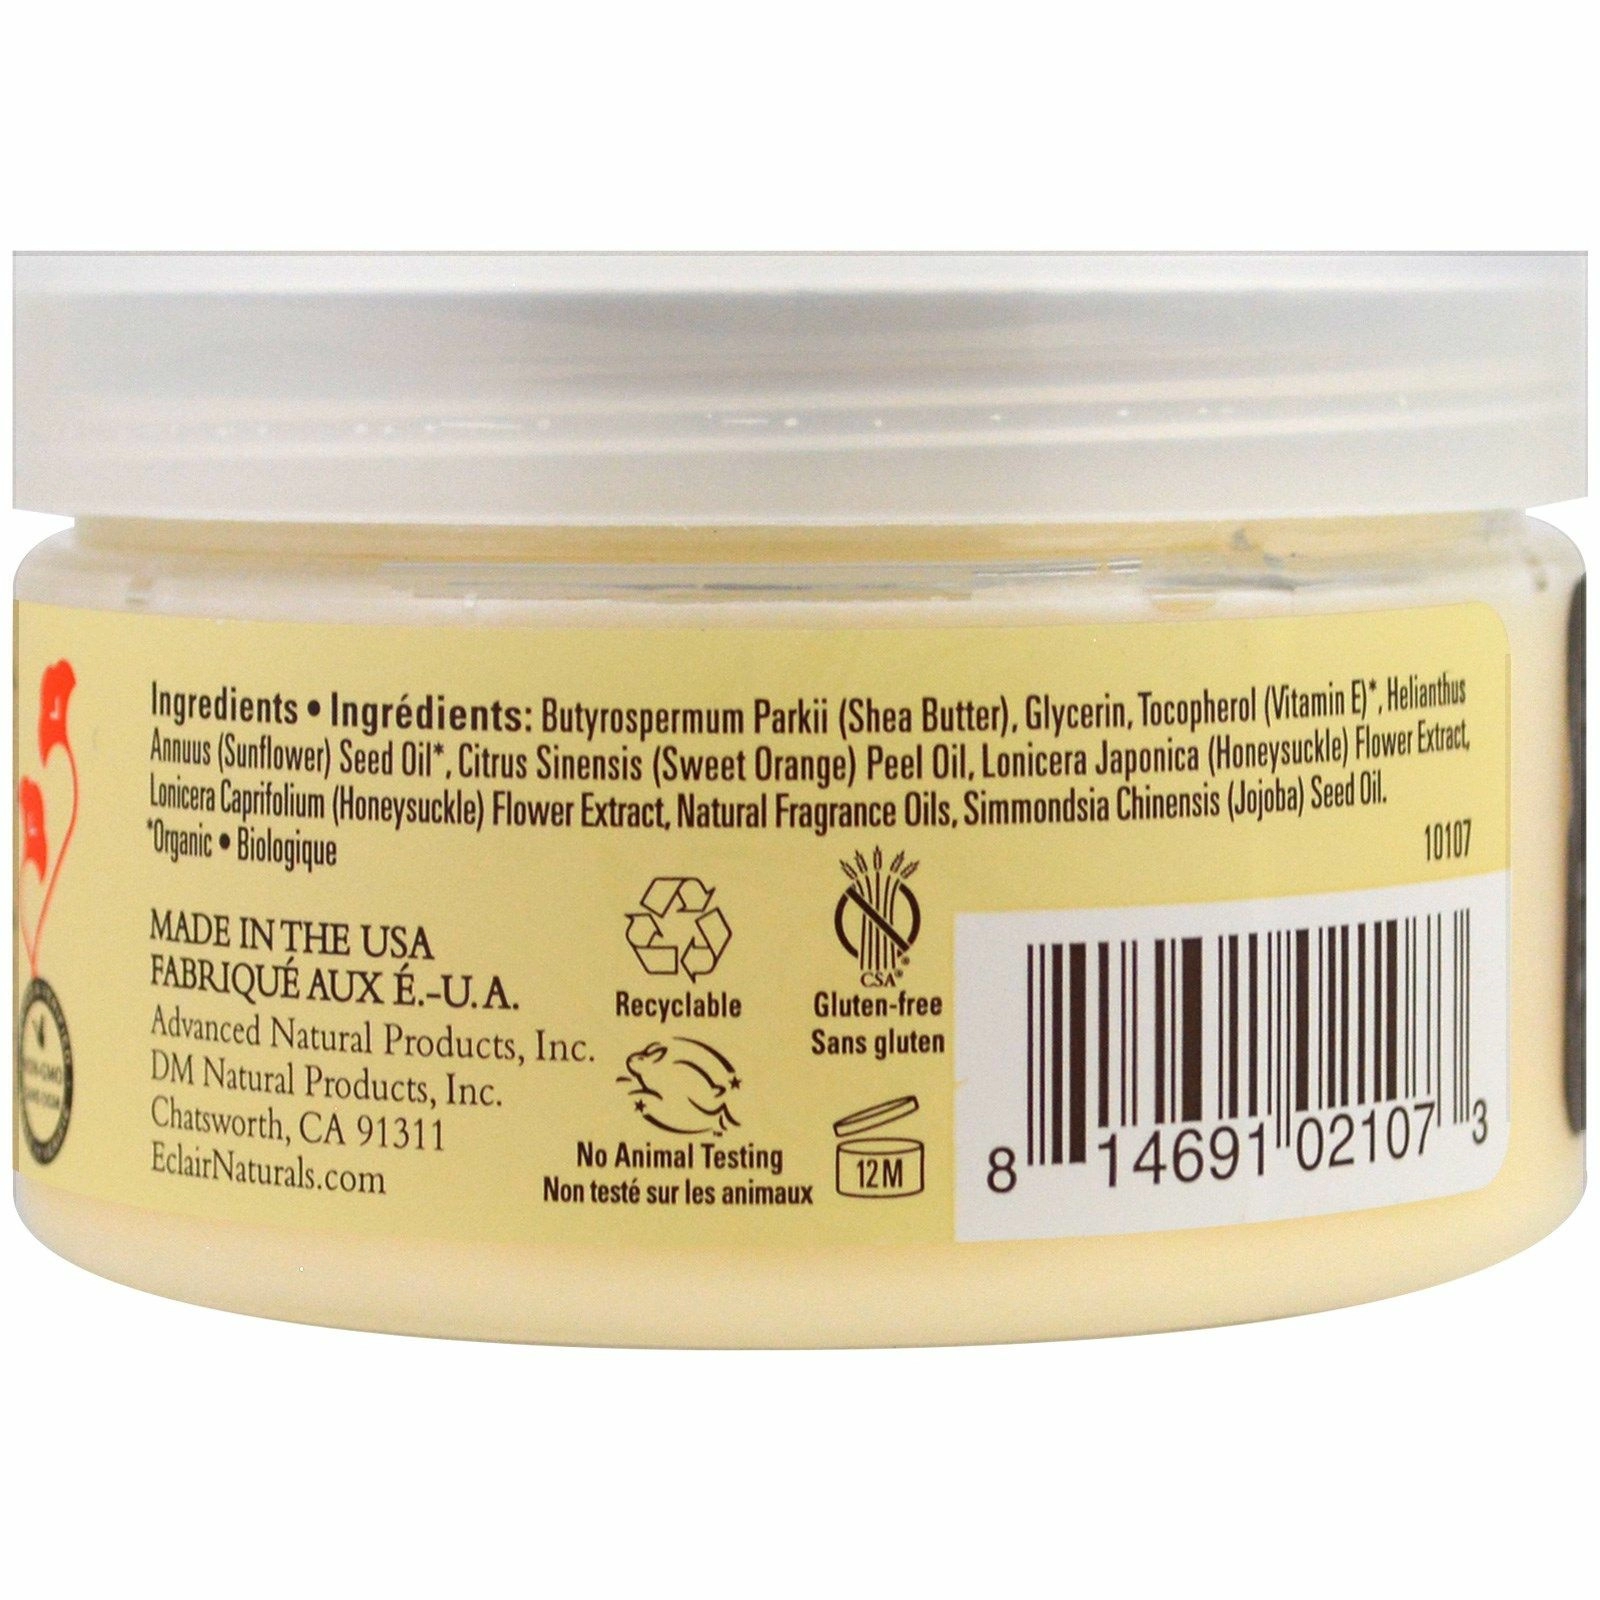 Ingredients • Ingrédients: Butyrospermum Parkii (Shea Butter), Glycerin, Tocopherol (Vitamin E)*, Helianthus
Annuus (Sunflower) Seed Oil*, Citrus Sinensis (Sweet Orange) Peel Oil, Lonicera Japonica (Honeysuckle) Flower Extract,
Lonicera Caprifolium (Honeysuckle) Flower Extract, Natural Fragrance Oils, Simmondsia Chinensis (Jojoba) Seed Oil.
*Organic • Biologique
10107
MADE IN THE USA
FABRIQUÉ AUX É.-U.A.
Advanced Natural Products, Inc.
DM Natural Products, Inc.
Chatsworth, CA 91311
EclairNaturals.com
Recyclable
CSA®
Gluten-free
Sans gluten
No Animal Testing
Non testé sur les animaux
12M
8 14691 02107 3